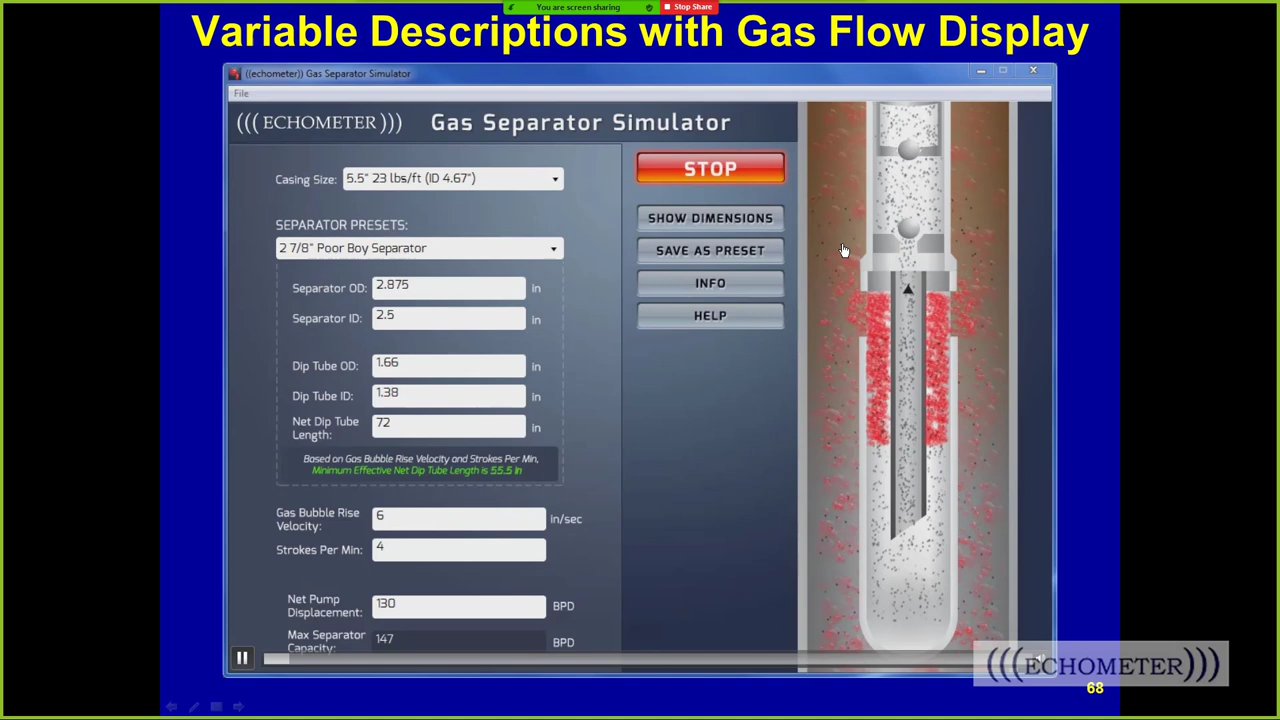 You are screen sharing
Stop Share
Variable Descriptions with Gas Flow Display
((echometer)) Gas Separator Simulator
File
(((ECHOMETER)))
Gas Separator Simulator
Casing Size: 5.5" 23 lbs/ft (ID 4.67")
STOP
SEPARATOR PRESETS:
2 7/8" Poor Boy Separator
SHOW DIMENSIONS
SAVE AS PRESET
INFO
HELP
Separator OD: 2.875 in
Separator ID: 2.5 in
Dip Tube OD: 1.66 in
Dip Tube ID: 1.38 in
Net Dip Tube
Length: 72 in
Based on Gas Bubble Rise Velocity and Strokes Per Min,
Minimum Effective Net Dip Tube Length is 55.5 in
Gas Bubble Rise
Velocity: 6 in/sec
Strokes Per Min: 4
Net Pump
Displacement: 130 BPD
Max Separator
Capacity: 147 BPD
(((ECHOMETER)))
68